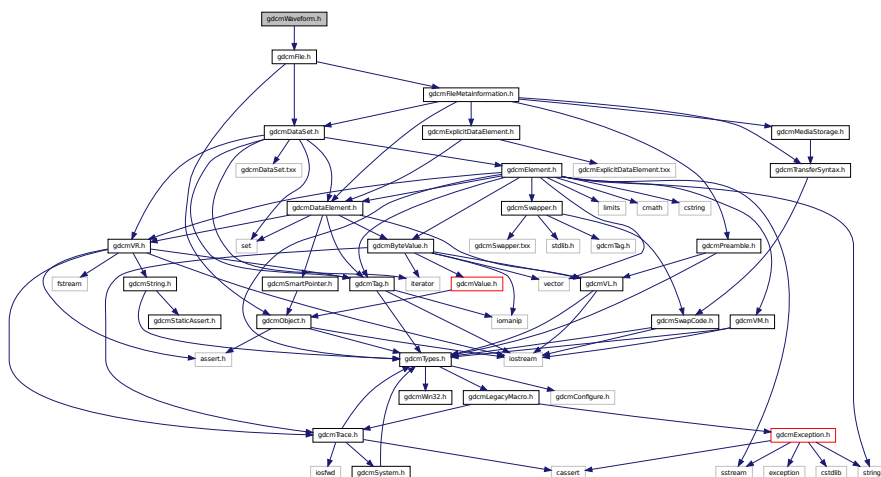 gdcmWaveform.h
gdcmFile.h
gdcmFileMetaInformation.h
gdcmDataSet.h
gdcmExplicitDataElement.h
gdcmMediaStorage.h
gdcmDataSet.txx
gdcmElement.h
gdcmExplicitDataElement.txx
gdcmTransferSyntax.h
gdcmDataElement.h
gdcmSwapper.h
limits
cmath
cstring
gdcmVR.h
set
gdcmByteValue.h
gdcmSwapper.txx
stdlib.h
gdcmTag.h
gdcmPreamble.h
fstream
gdcmString.h
gdcmSmartPointer.h
gdcmTag.h
iterator
gdcmValue.h
vector
gdcmVL.h
gdcmStaticAssert.h
gdcmObject.h
iomanip
gdcmSwapCode.h
gdcmVM.h
assert.h
gdcmTypes.h
iostream
gdcmWin32.h
gdcmLegacyMacro.h
gdcmConfigure.h
gdcmTrace.h
gdcmException.h
iosfwd
gdcmSystem.h
cassert
sstream
exception
cstdlib
string